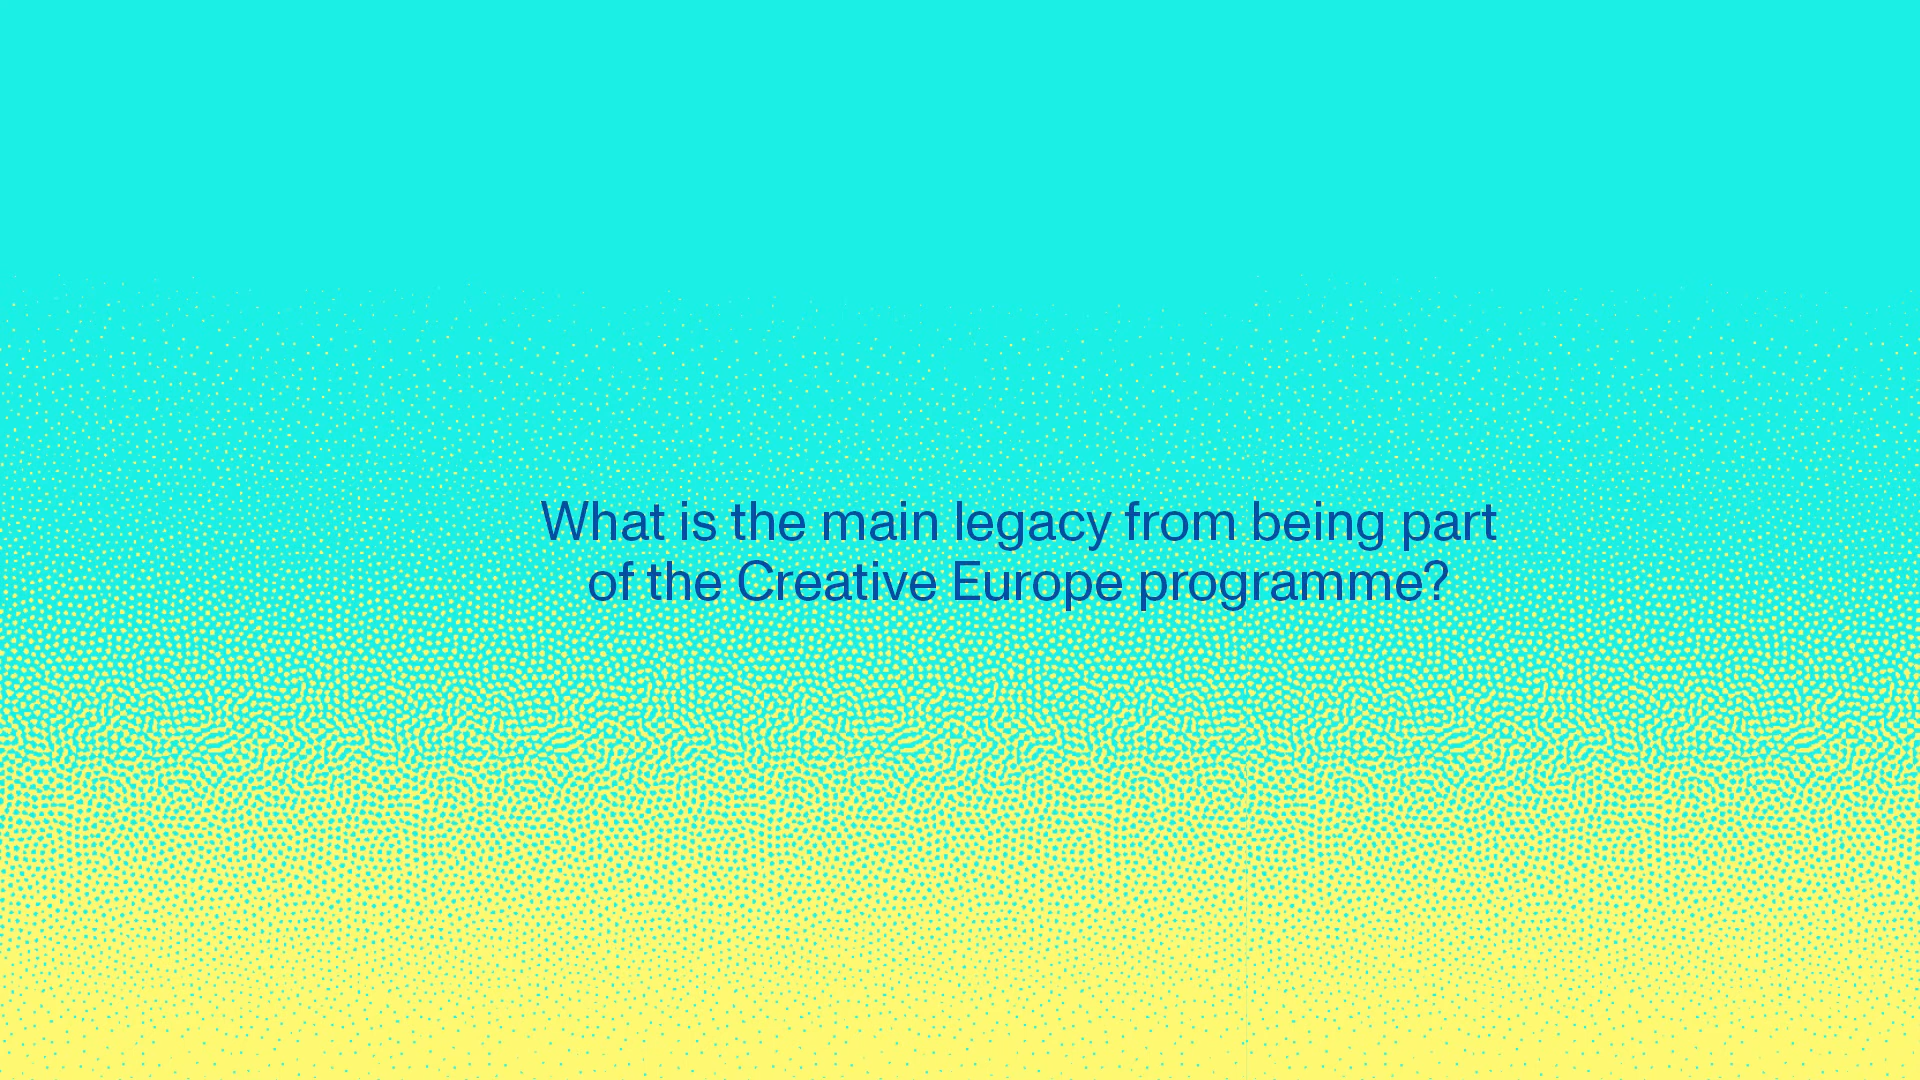 What is the main legacy from being part
of the Creative Europe programme?